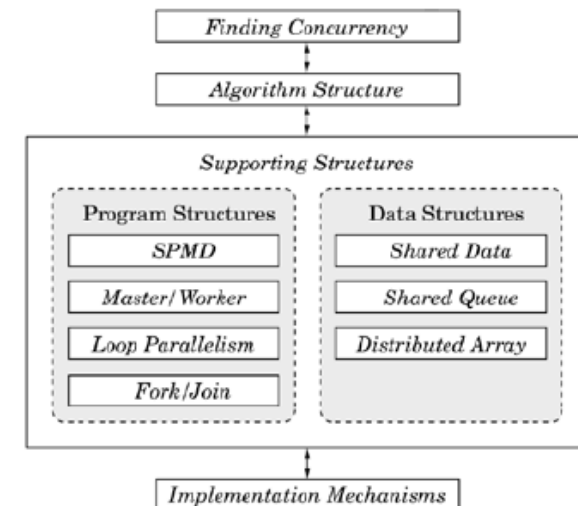 Finding Concurrency
Algorithm Structure
Supporting Structures
Program Structures
SPMD
Master/Worker
Loop Parallelism
Fork/Join
Data Structures
Shared Data
Shared Queue
Distributed Array
Implementation Mechanisms